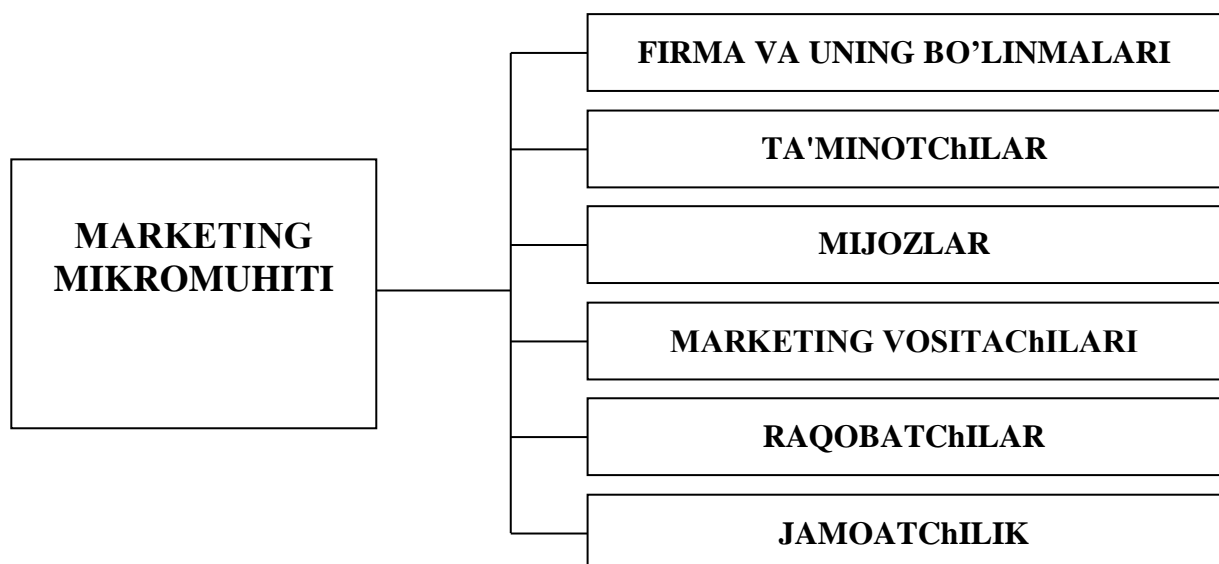 MARKETING
MIKROMUHITI
FIRMA VA UNING BO’LINMALARI
TA'MINOTChILAR
MIJOZLAR
MARKETING VOSITAChILARI
RAQOBATChILAR
JAMOATChILIK